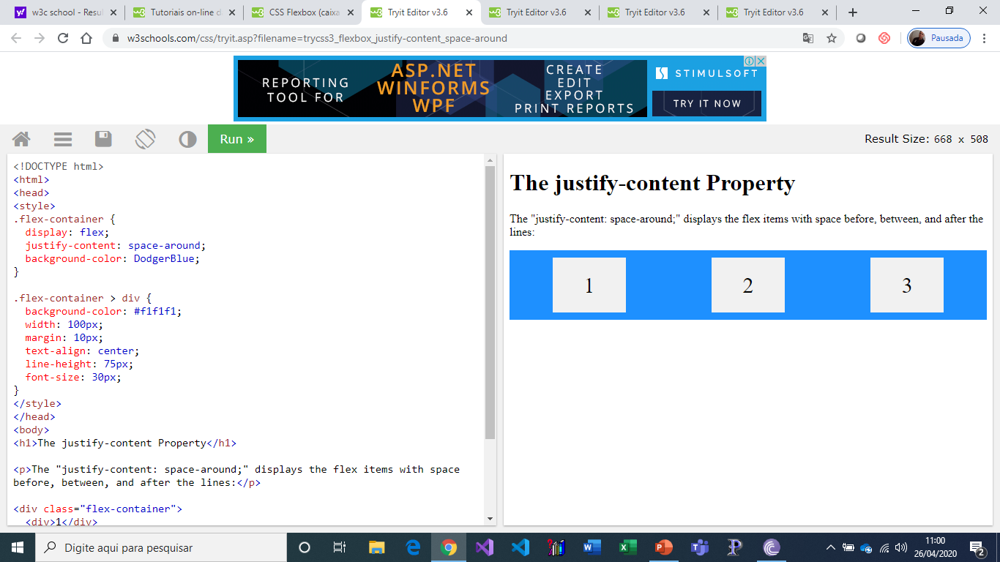 w3c school - Resul
Tutoriais on-line d
CSS Flexbox (caixa
Tryit Editor v3.6
Tryit Editor v3.6
Tryit Editor v3.6
Tryit Editor v3.6
w3schools.com/css/tryit.asp?filename=trycss3_flexbox_justify-content_space-around
Pausada
REPORTING
TOOL FOR
ASP.NET
WINFORMS
WPF
CREATE
EDIT
EXPORT
PRINT REPORTS
STIMULSOFT
TRY IT NOW
Run »
Result Size: 668 x 508
<!DOCTYPE html>
<html>
<head>
<style>
.flex-container {
  display: flex;
  justify-content: space-around;
  background-color: DodgerBlue;
}
.flex-container > div {
  background-color: #f1f1f1;
  width: 100px;
  margin: 10px;
  text-align: center;
  line-height: 75px;
  font-size: 30px;
}
</style>
</head>
<body>
<h1>The justify-content Property</h1>
<p>The "justify-content: space-around;" displays the flex items with space
before, between, and after the lines:</p>
<div class="flex-container">
  <div>1</div>
The justify-content Property
The "justify-content: space-around;" displays the flex items with space before, between, and after the
lines:
1
2
3
Digite aqui para pesquisar
11:00
26/04/2020
2